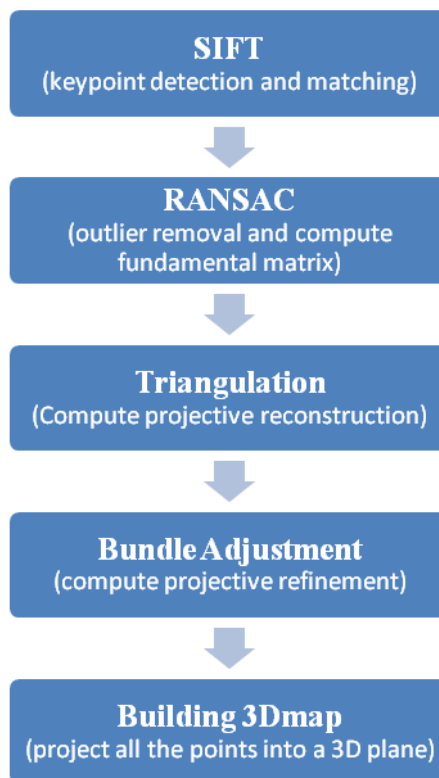 SIFT
(keypoint detection and matching)
RANSAC
(outlier removal and compute
fundamental matrix)
Triangulation
(Compute projective reconstruction)
Bundle Adjustment
(compute projective refinement)
Building 3Dmap
(project all the points into a 3D plane)